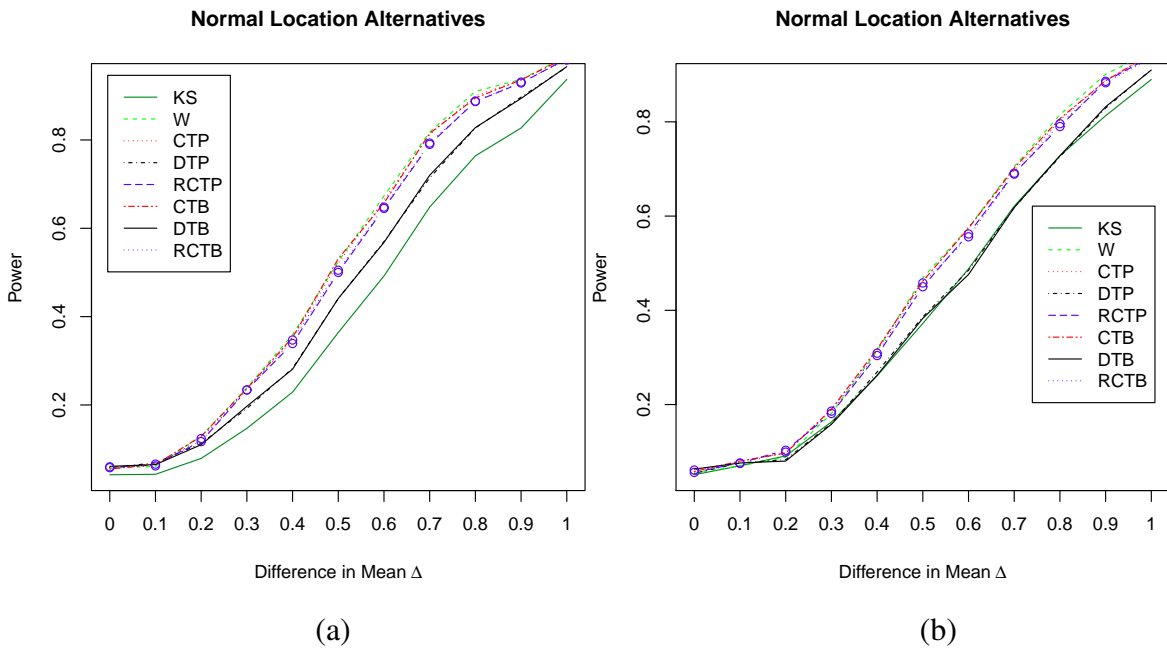 Normal Location Alternatives
Power
0.2
0.4
0.6
0.8
KS
W
CTP
DTP
RCTP
CTB
DTB
RCTB
0 0.1 0.2 0.3 0.4 0.5 0.6 0.7 0.8 0.9 1
Difference in Mean Δ
(a)
Normal Location Alternatives
Power
0.2
0.4
0.6
0.8
KS
W
CTP
DTP
RCTP
CTB
DTB
RCTB
0 0.1 0.2 0.3 0.4 0.5 0.6 0.7 0.8 0.9 1
Difference in Mean Δ
(b)